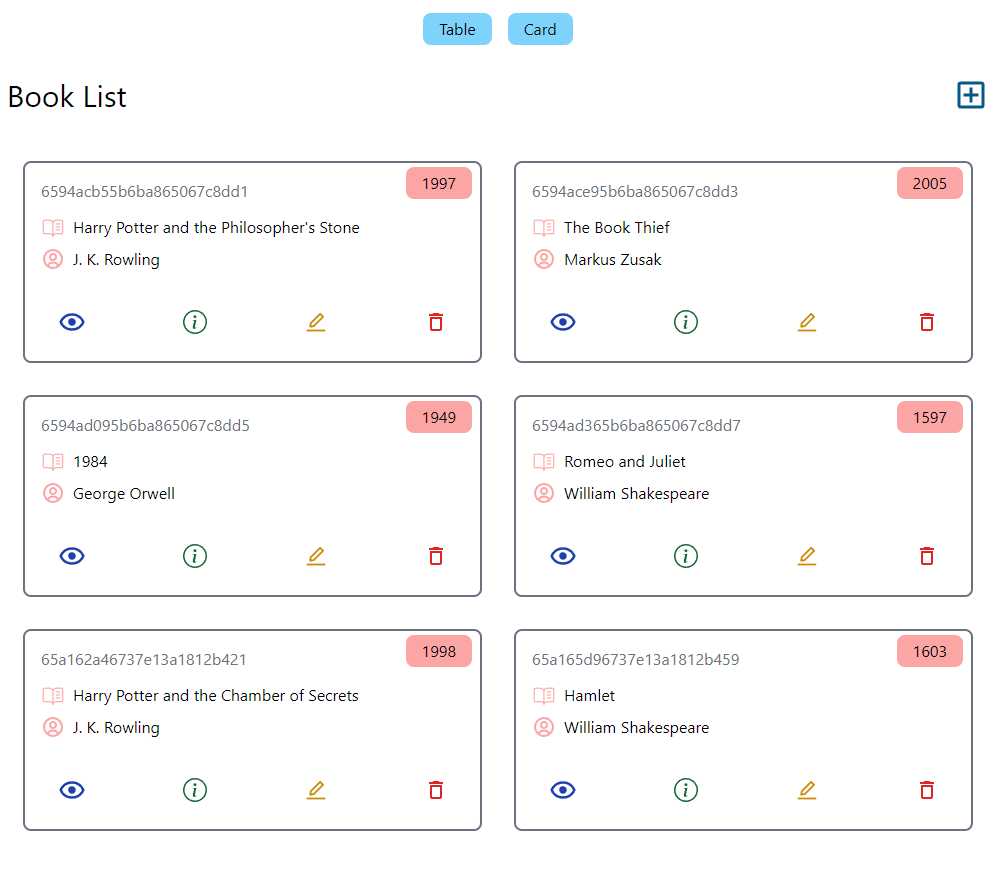 Table
Card
Book List
6594acb55b6ba865067c8dd1
1997
Harry Potter and the Philosopher's Stone
J. K. Rowling
6594ace95b6ba865067c8dd3
2005
The Book Thief
Markus Zusak
6594ad095b6ba865067c8dd5
1949
1984
George Orwell
6594ad365b6ba865067c8dd7
1597
Romeo and Juliet
William Shakespeare
65a162a46737e13a1812b421
1998
Harry Potter and the Chamber of Secrets
J. K. Rowling
65a165d96737e13a1812b459
1603
Hamlet
William Shakespeare